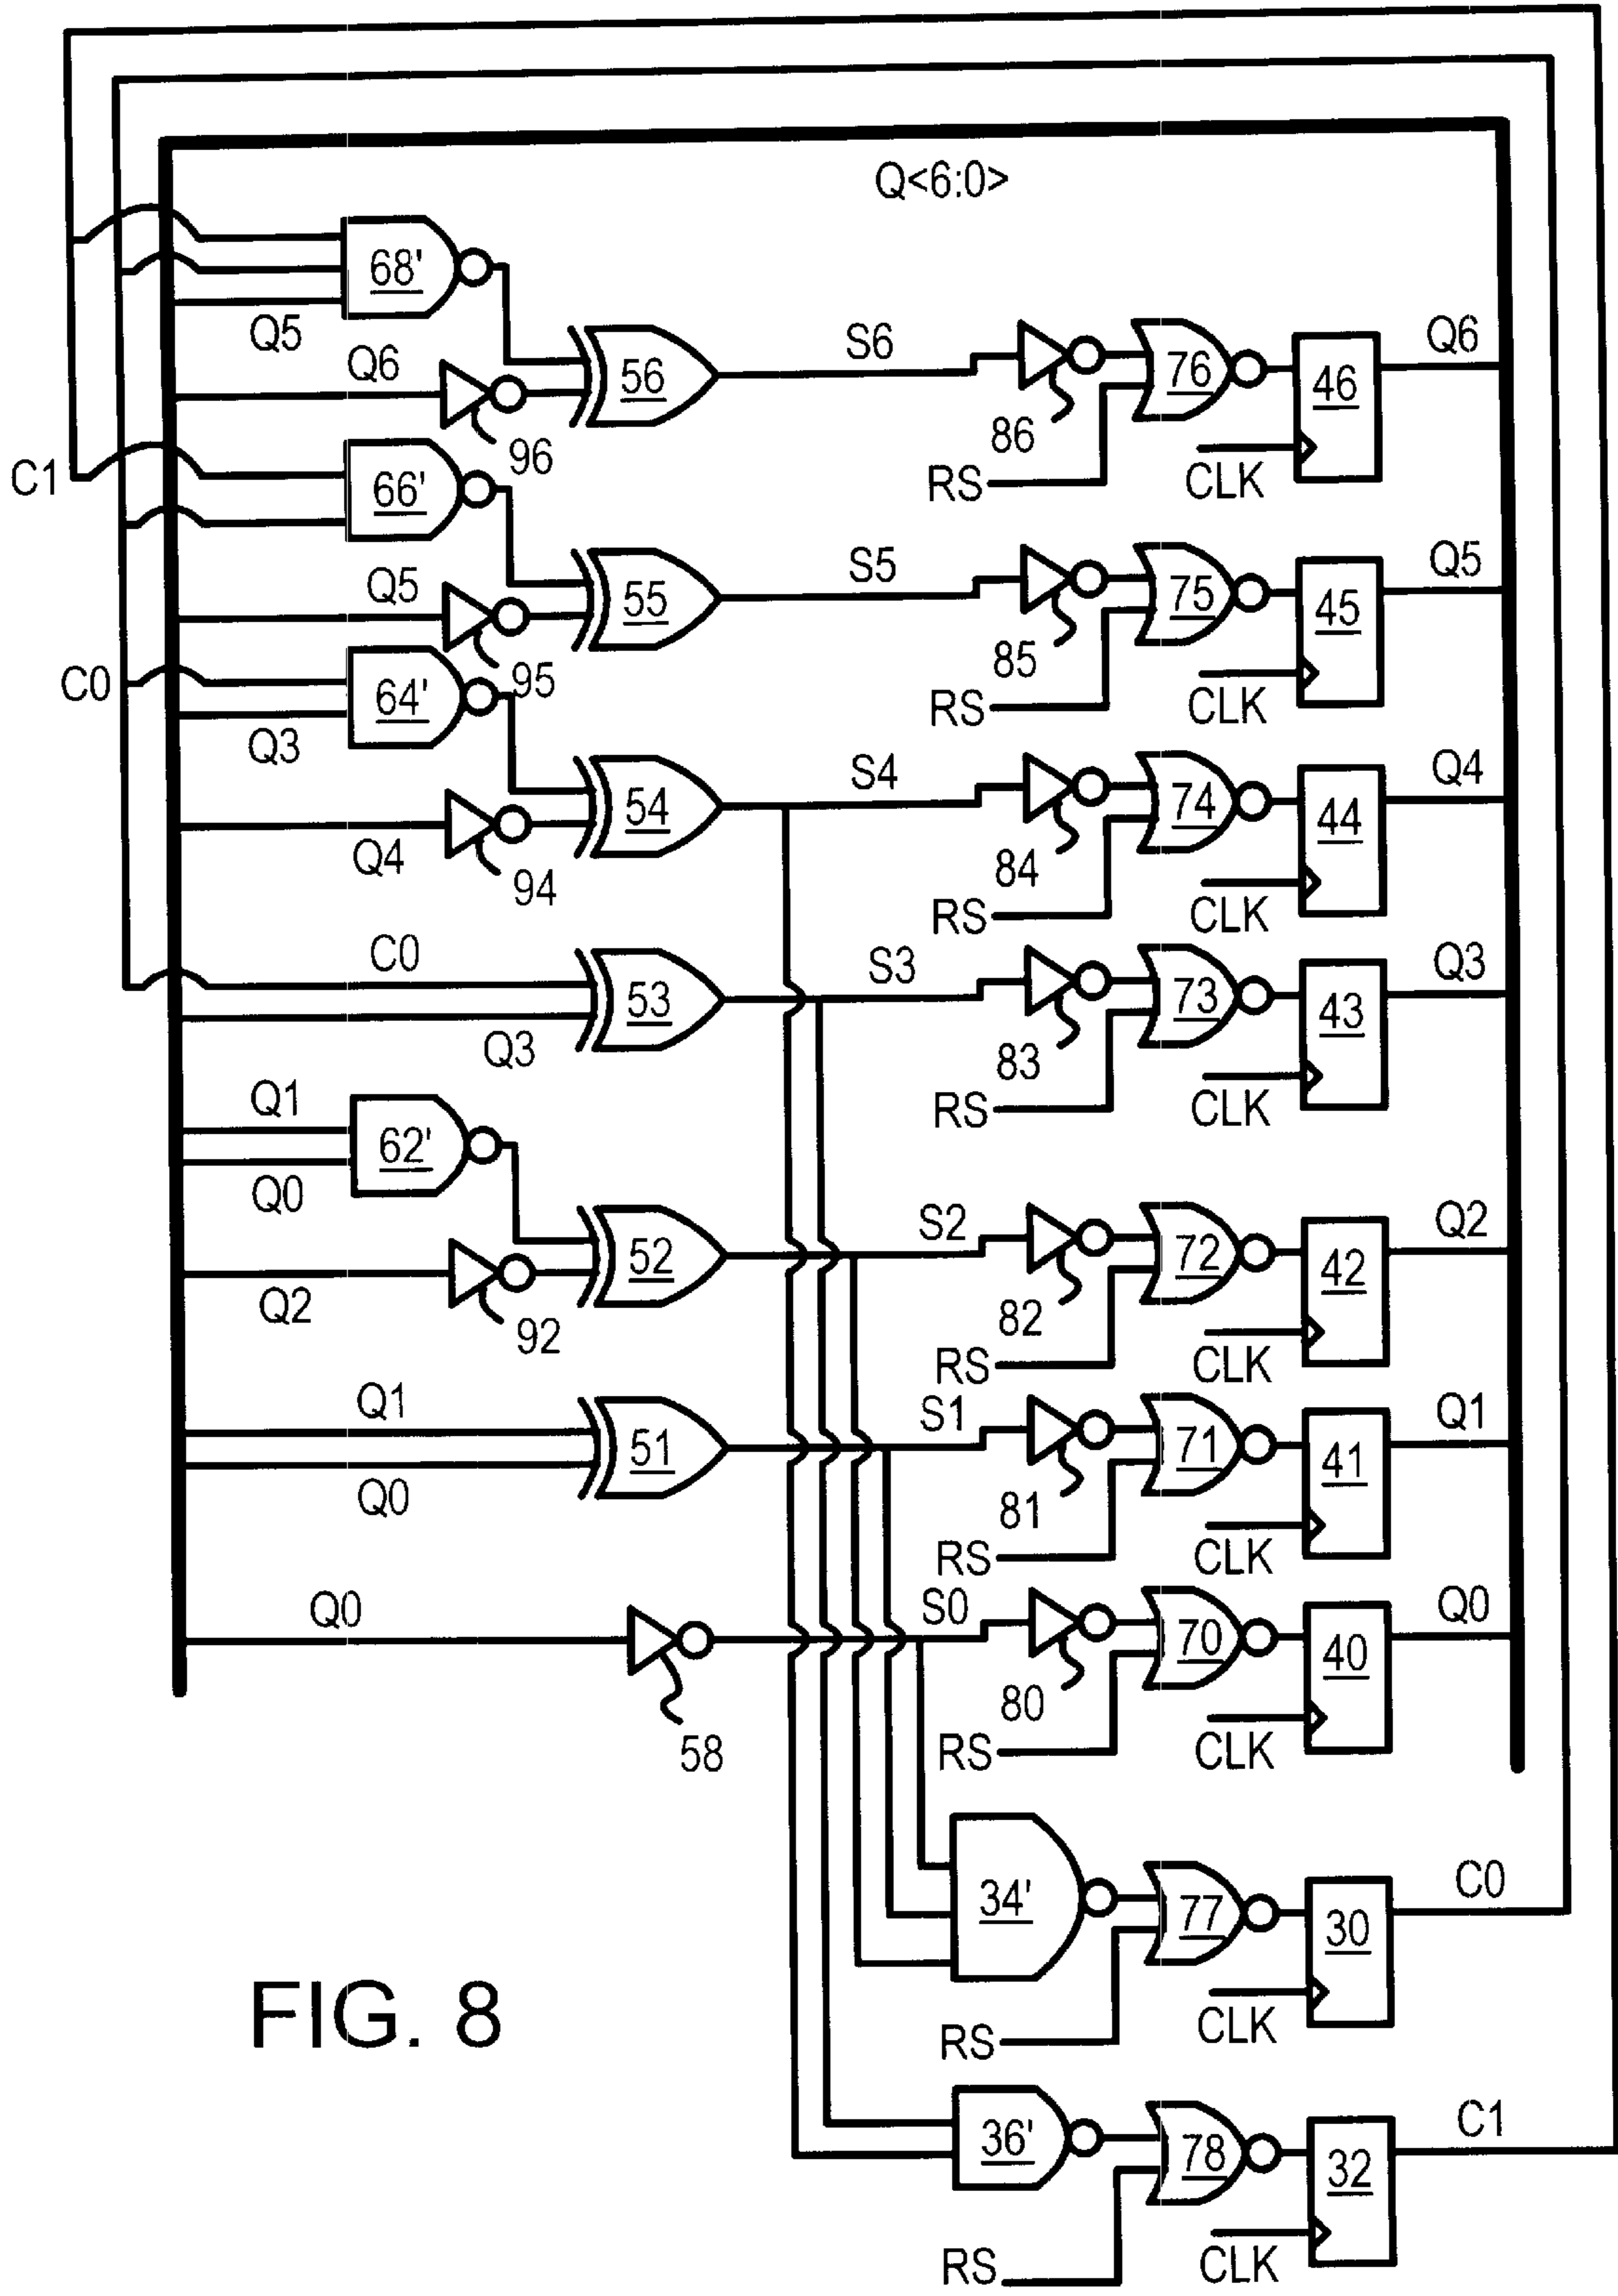 Q<6:0>
68'
Q5
Q6
96
56
S6
86
76
RS
CLK
46
Q6
C1
66'
Q5
95
55
S5
85
75
RS
CLK
45
Q5
C0
64'
Q3
Q4
94
54
S4
84
74
RS
CLK
44
Q4
C0
Q3
53
S3
83
73
RS
CLK
43
Q3
Q1
62'
Q0
Q2
92
52
S2
82
72
RS
CLK
42
Q2
Q1
Q0
51
S1
81
71
RS
CLK
41
Q1
Q0
58
S0
80
70
RS
CLK
40
Q0
34'
77
RS
CLK
30
C0
36'
78
RS
CLK
32
C1
FIG. 8